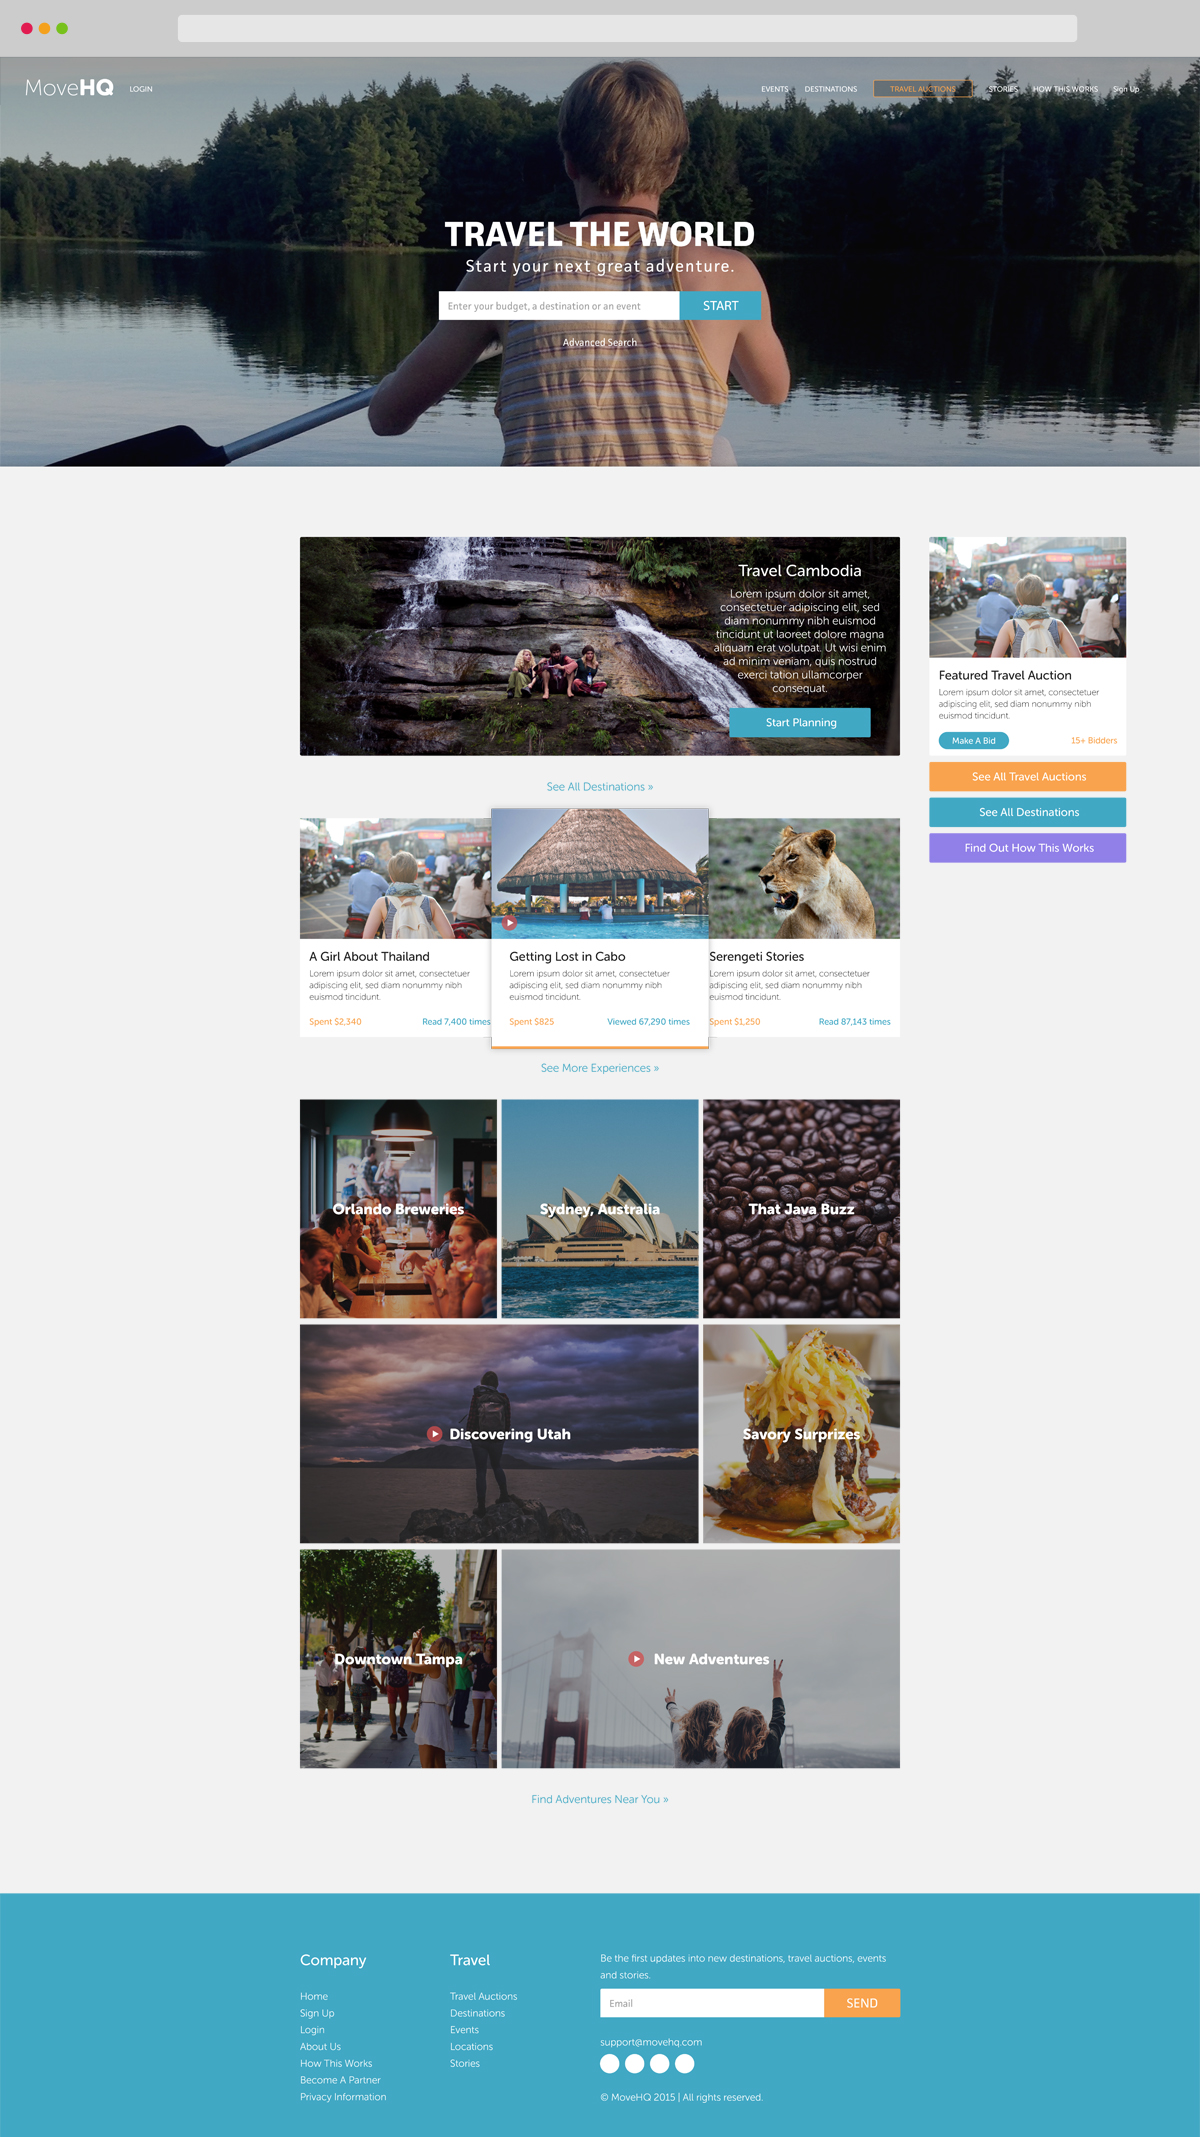 MoveHQ LOGIN
EVENTS DESTINATIONS TRAVEL AUCTIONS STORIES HOW THIS WORKS Sign Up
TRAVEL THE WORLD
Start your next great adventure.
Enter your budget, a destination or an event START
Advanced Search
Travel Cambodia
Lorem ipsum dolor sit amet,
consectetuer adipiscing elit, sed
diam nonummy nibh euismod
tincidunt ut laoreet dolore magna
aliquam erat volutpat. Ut wisi enim
ad minim veniam, quis nostrud
exerci tation ullamcorper
consequat.
Start Planning
Featured Travel Auction
Lorem ipsum dolor sit amet, consectetuer
adipiscing elit, sed diam nonummy nibh
euismod tincidunt.
Make A Bid 15+ Bidders
See All Travel Auctions
See All Destinations
Find Out How This Works
See All Destinations »
A Girl About Thailand
Lorem ipsum dolor sit amet, consectetuer
adipiscing elit, sed diam nonummy nibh
euismod tincidunt.
Spent $2,340 Read 7,400 times
Getting Lost in Cabo
Lorem ipsum dolor sit amet, consectetuer
adipiscing elit, sed diam nonummy nibh
euismod tincidunt.
Spent $825 Viewed 67,290 times
Serengeti Stories
Lorem ipsum dolor sit amet, consectetuer
adipiscing elit, sed diam nonummy nibh
euismod tincidunt.
Spent $1,250 Read 87,143 times
See More Experiences »
Orlando Breweries
Sydney, Australia
That Java Buzz
Discovering Utah
Savory Surprizes
Downtown Tampa
New Adventures
Find Adventures Near You »
Company
Home
Sign Up
Login
About Us
How This Works
Become A Partner
Privacy Information
Travel
Travel Auctions
Destinations
Events
Locations
Stories
Be the first updates into new destinations, travel auctions, events
and stories.
Email SEND
support@movehq.com
© MoveHQ 2015 | All rights reserved.